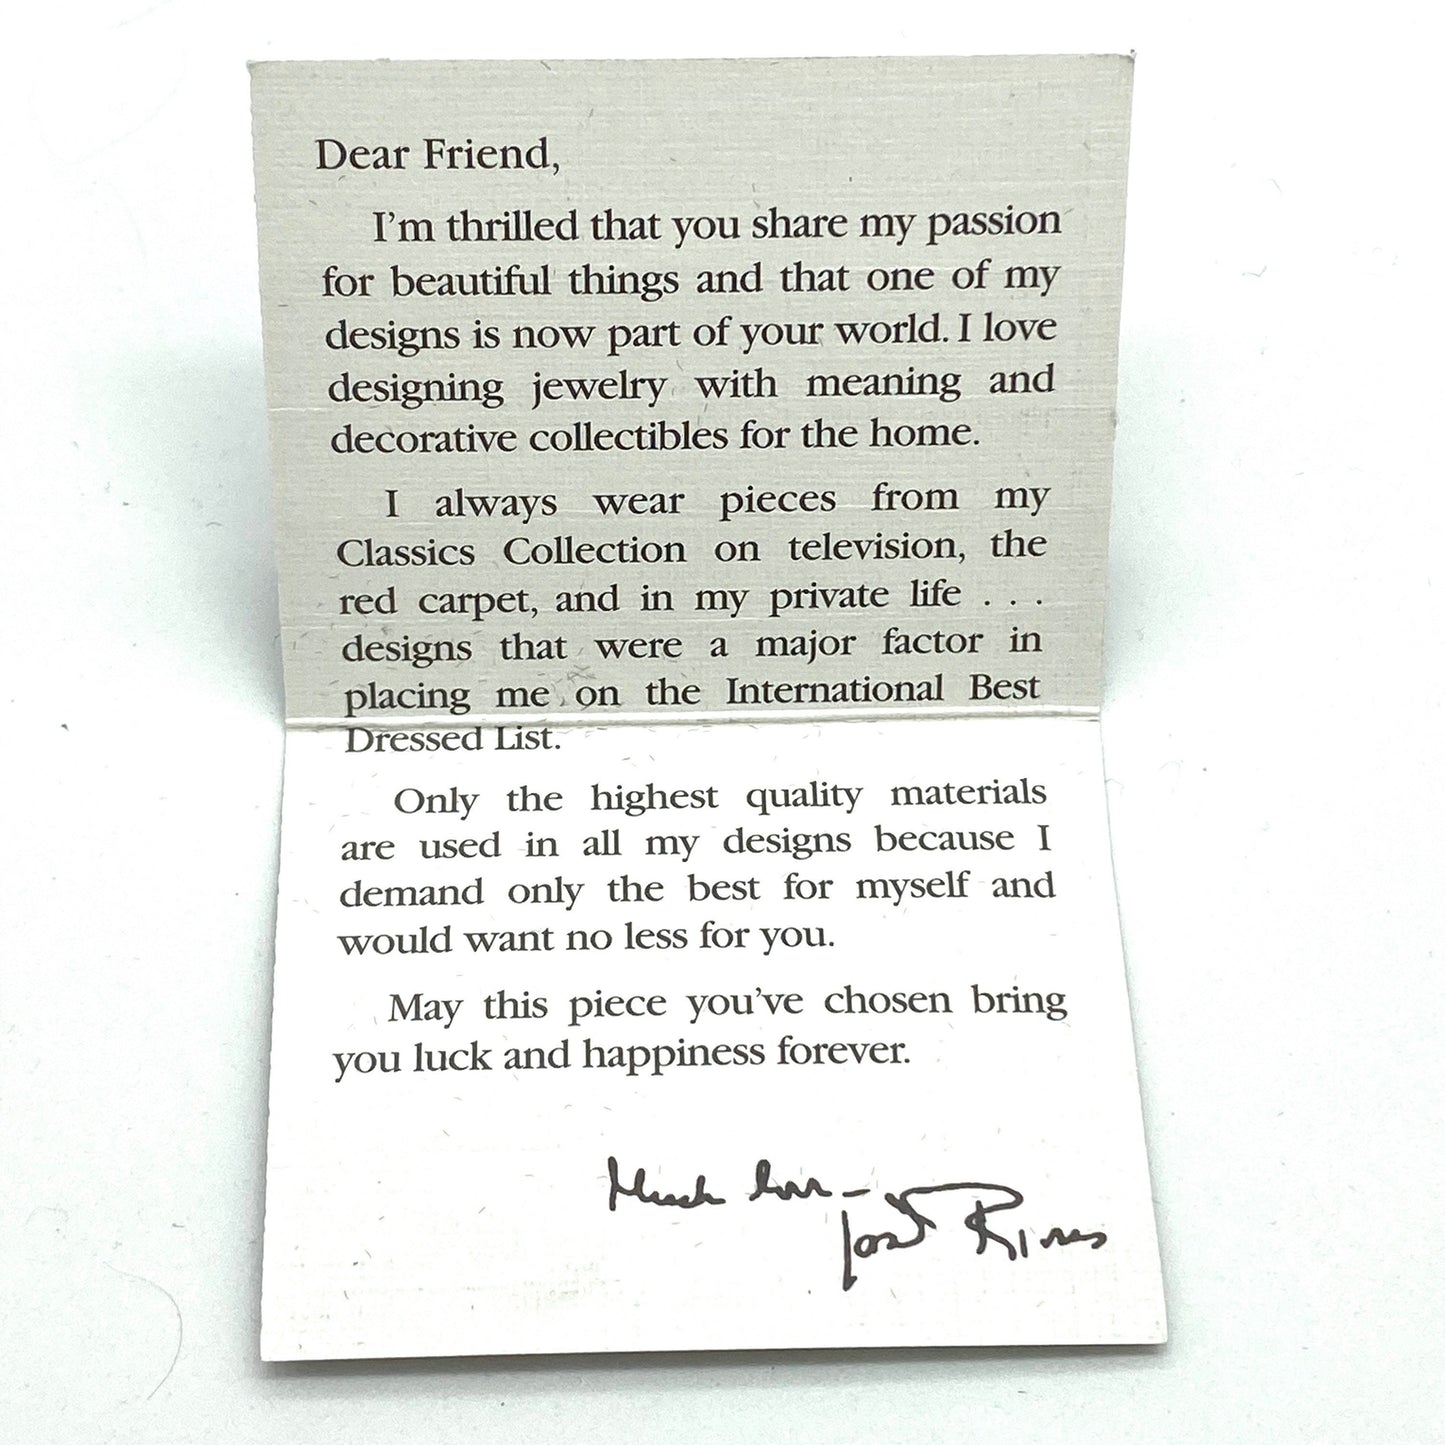 Dear Friend,
I'm thrilled that you share my passion
for beautiful things and that one of my
designs is now part of your world. I love
designing jewelry with meaning and
decorative collectibles for the home.
I always wear pieces from my
Classics Collection on television, the
red carpet, and in my private life . . .
designs that were a major factor in
placing me on the International Best
Dressed List.
Only the highest quality materials
are used in all my designs because I
demand only the best for myself and
would want no less for you.
May this piece you've chosen bring
you luck and happiness forever.
Much love –
Joan Rivers